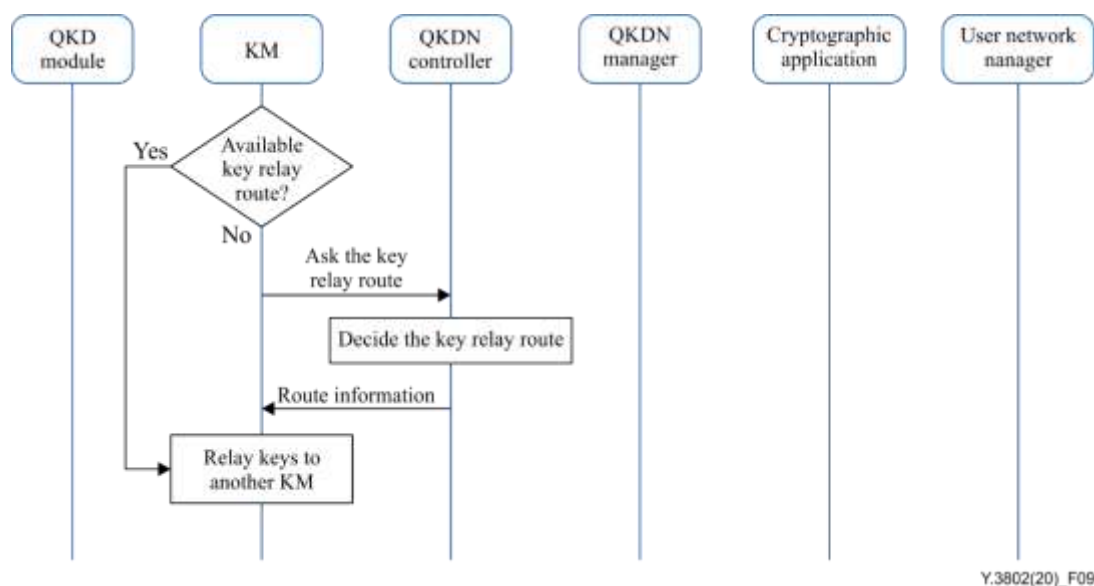 QKD
module
KM
QKDN
controller
QKDN
manager
Cryptographic
application
User network
nanager
Yes
Available
key relay
route?
No
Ask the key
relay route
Decide the key relay route
Route information
Relay keys to
another KM
Y.3802(20)_F09